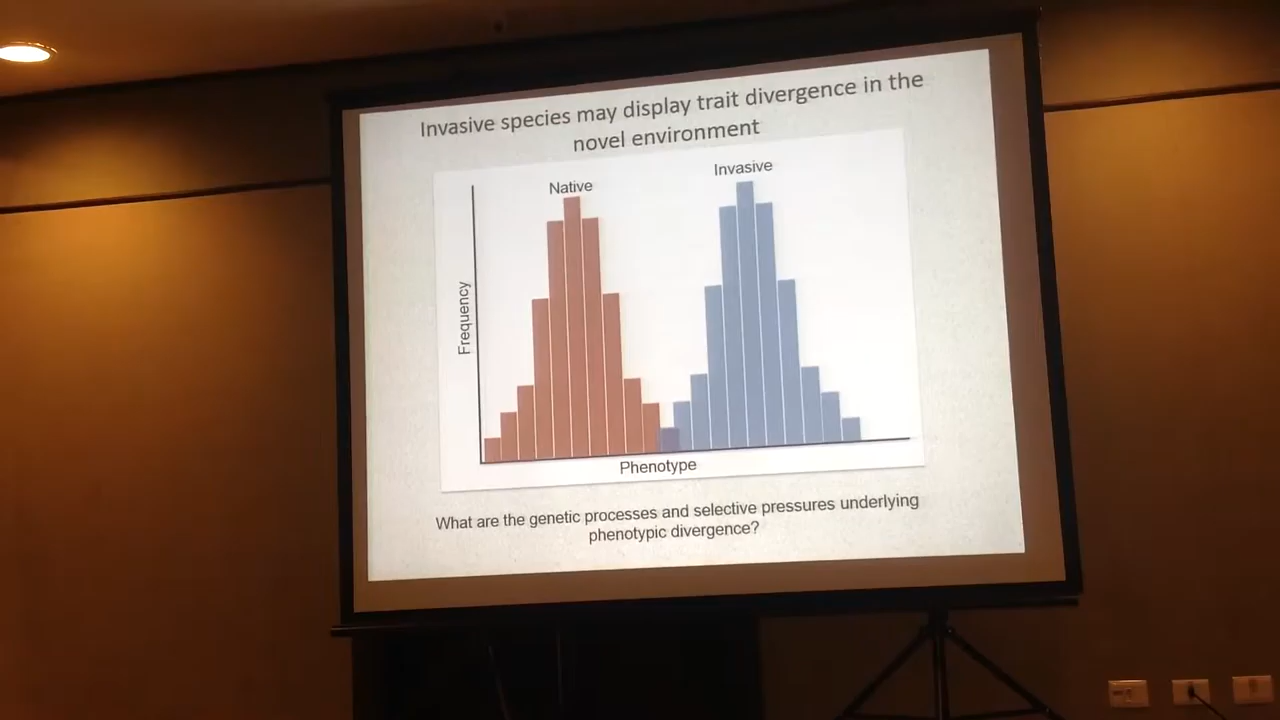 Invasive species may display trait divergence in the
novel environment
Native
Invasive
Frequency
Phenotype
What are the genetic processes and selective pressures underlying
phenotypic divergence?